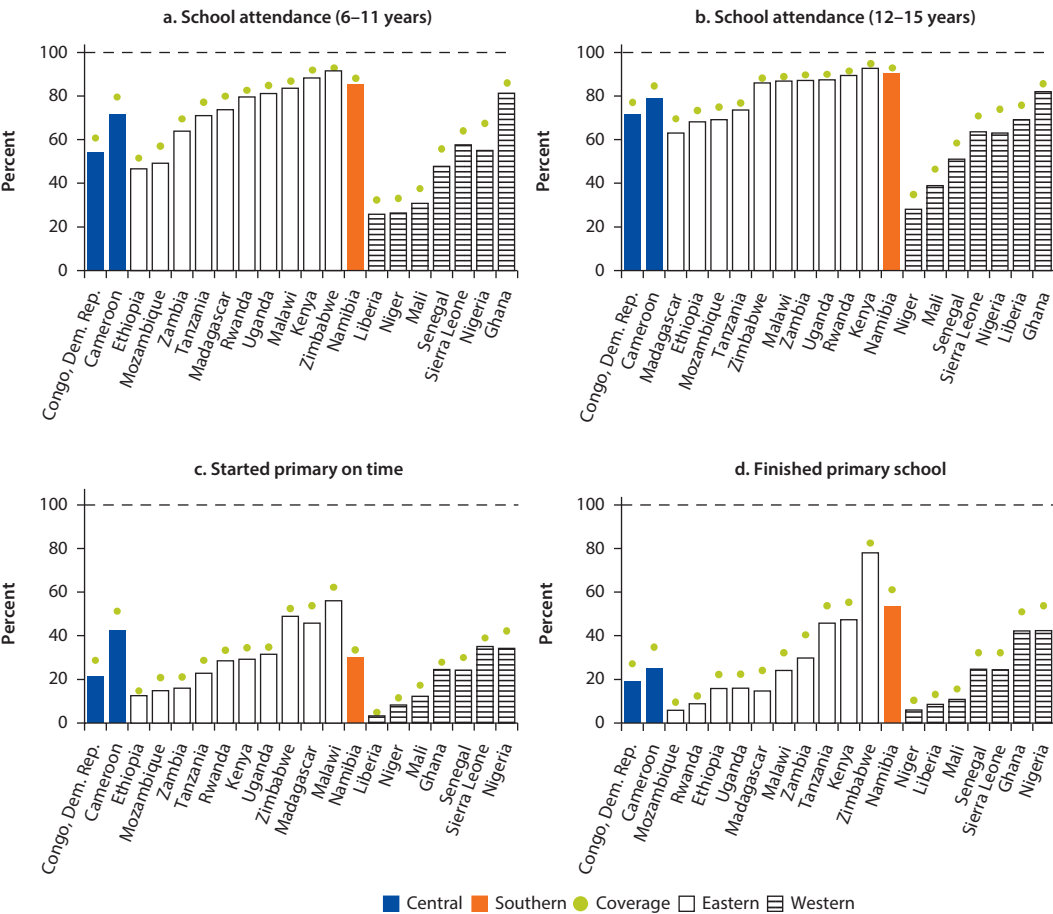 a. School attendance (6–11 years)
Percent
100
80
60
40
20
0
Congo, Dem. Rep.
Cameroon
Ethiopia
Mozambique
Zambia
Tanzania
Madagascar
Rwanda
Uganda
Malawi
Kenya
Zimbabwe
Namibia
Liberia
Niger
Mali
Senegal
Sierra Leone
Nigeria
Ghana
b. School attendance (12–15 years)
Percent
100
80
60
40
20
0
Congo, Dem. Rep.
Cameroon
Madagascar
Ethiopia
Mozambique
Tanzania
Zimbabwe
Malawi
Zambia
Uganda
Rwanda
Kenya
Namibia
Niger
Mali
Senegal
Sierra Leone
Nigeria
Liberia
Ghana
c. Started primary on time
Percent
100
80
60
40
20
0
Congo, Dem. Rep.
Cameroon
Ethiopia
Mozambique
Zambia
Tanzania
Rwanda
Kenya
Uganda
Zimbabwe
Madagascar
Malawi
Namibia
Liberia
Niger
Mali
Ghana
Senegal
Sierra Leone
Nigeria
d. Finished primary school
Percent
100
80
60
40
20
0
Congo, Dem. Rep.
Cameroon
Mozambique
Rwanda
Ethiopia
Uganda
Madagascar
Malawi
Zambia
Tanzania
Kenya
Zimbabwe
Namibia
Niger
Liberia
Mali
Senegal
Sierra Leone
Ghana
Nigeria
Central Southern Coverage Eastern Western